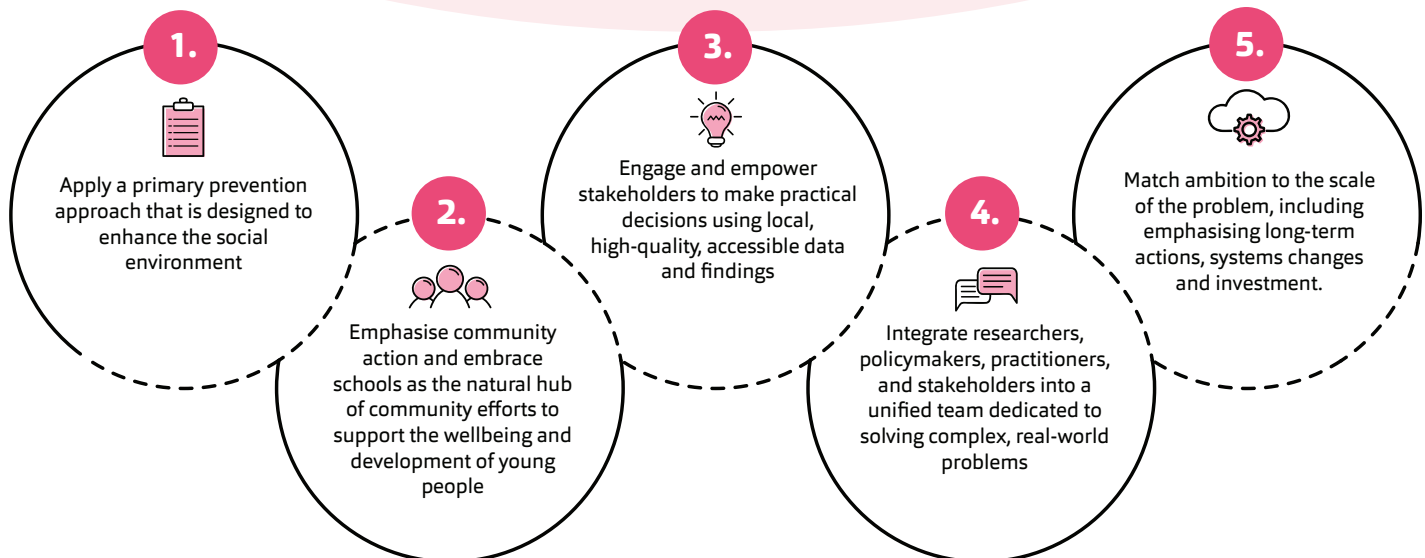 1.
Apply a primary prevention
approach that is designed to
enhance the social
environment
2.
Emphasise community
action and embrace
schools as the natural hub
of community efforts to
support the wellbeing and
development of young
people
3.
Engage and empower
stakeholders to make practical
decisions using local,
high-quality, accessible data
and findings
4.
Integrate researchers,
policymakers, practitioners,
and stakeholders into a
unified team dedicated to
solving complex, real-world
problems
5.
Match ambition to the scale
of the problem, including
emphasising long-term
actions, systems changes
and investment.